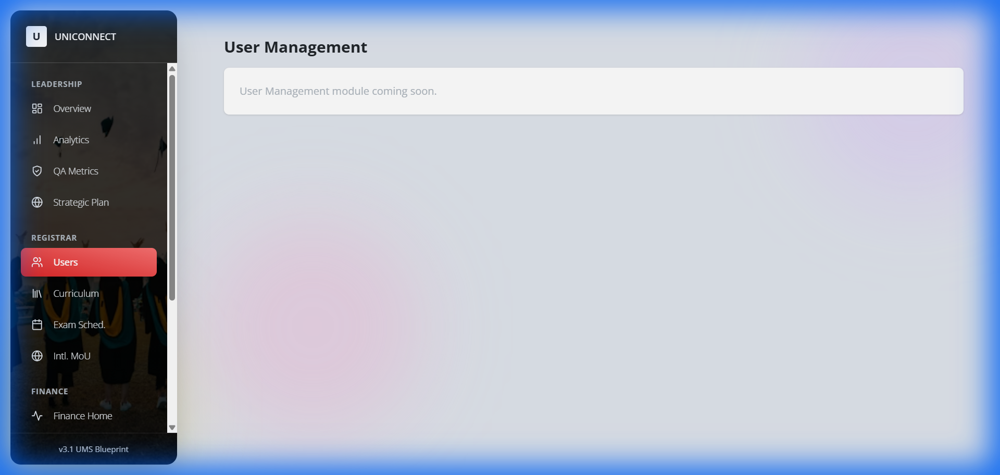 U UNICONNECT
LEADERSHIP
Overview
Analytics
QA Metrics
Strategic Plan
REGISTRAR
Users
Curriculum
Exam Sched.
Intl. MoU
FINANCE
Finance Home
v3.1 UMS Blueprint
User Management
User Management module coming soon.